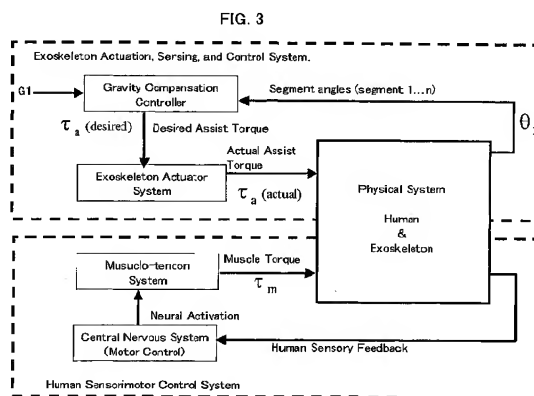 FIG. 3
Exoskeleton Actuation, Sensing, and Control System.
G1
Gravity Compensation
Controller
Segment angles (segment 1...n)
τa (desired)
Desired Assist Torque
θ
Actual Assist
Torque
Exoskeleton Actuator
System
τa (actual)
Physical System
Human
&
Exoskeleton
Musuclo-tencon
System
Muscle Torque
τm
Neural Activation
Central Nervous System
(Motor Control)
Human Sensory Feedback
Human Sensorimotor Control System